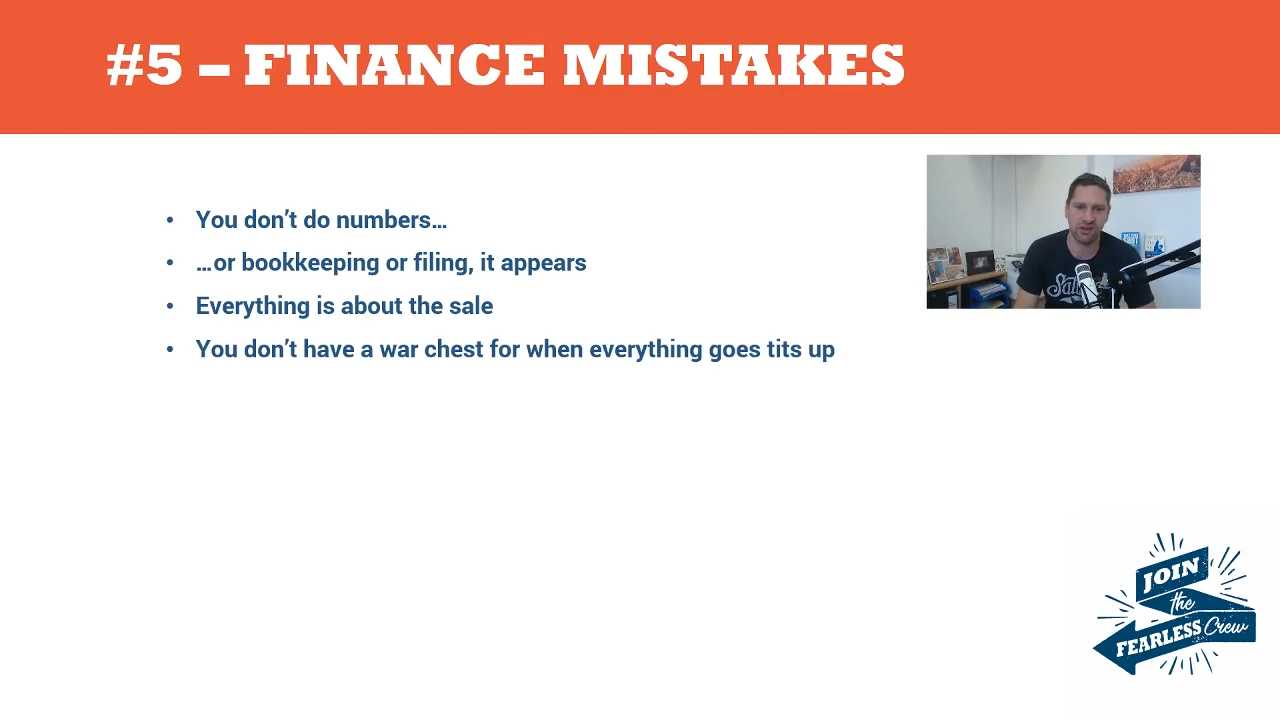 #5 – FINANCE MISTAKES
• You don’t do numbers…
• …or bookkeeping or filing, it appears
• Everything is about the sale
• You don’t have a war chest for when everything goes tits up
JOIN
the
FEARLESS Crew